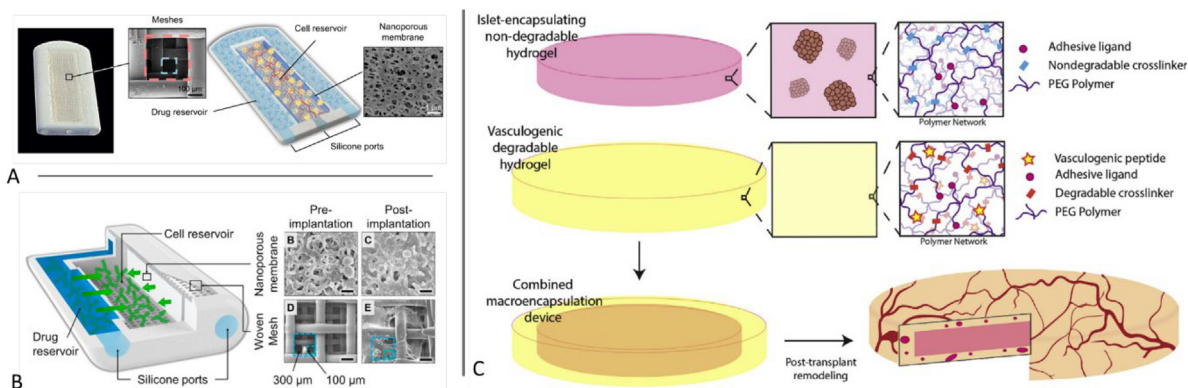 Meshes
100 µm
Cell reservoir
Nanoporous
membrane
Drug reservoir
Silicone ports
A
Pre-
implantation
Post-
implantation
Cell reservoir
B
C
Nanoporous
membrane
D
E
Woven
Mesh
Drug
reservoir
Silicone ports
300 µm
100 µm
B
Islet-encapsulating
non-degradable
hydrogel
Adhesive ligand
Nondegradable crosslinker
PEG Polymer
Polymer Network
Vasculogenic
degradable
hydrogel
Vasculogenic peptide
Adhesive ligand
Degradable crosslinker
PEG Polymer
Polymer Network
Combined
macroencapsulation
device
Post-transplant
remodeling
C